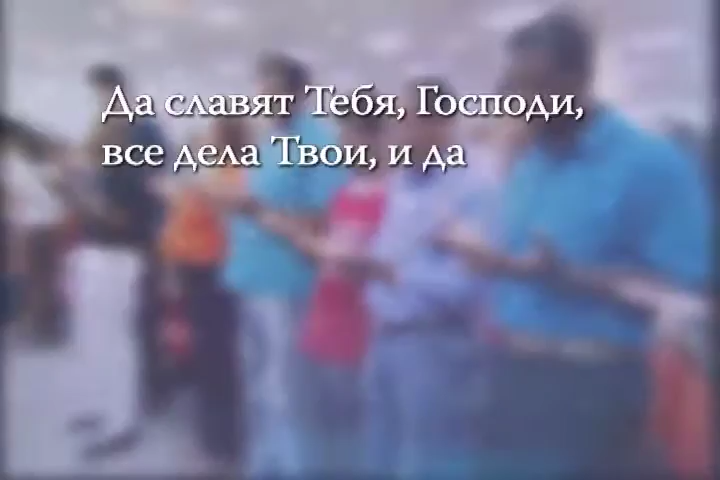 Да славят Тебя, Господи,
все дела Твои, и да